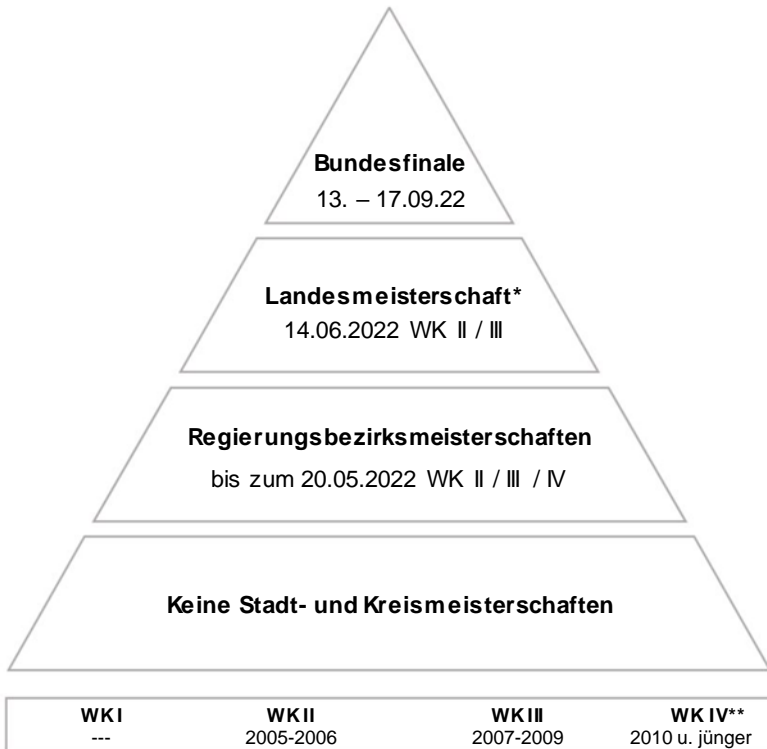 Bundesfinale
13. – 17.09.22
Landesmeisterschaft*
14.06.2022 WK II / III
Regierungsbezirksmeisterschaften
bis zum 20.05.2022 WK II / III / IV
Keine Stadt- und Kreismeisterschaften
WK I WK II WK III WK IV**
--- 2005-2006 2007-2009 2010 u. jünger